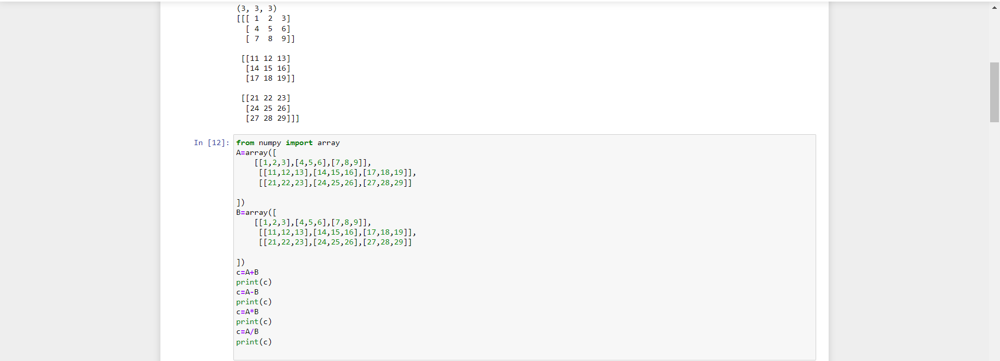 (3, 3, 3)
[[[ 1  2  3]
  [ 4  5  6]
  [ 7  8  9]]
 [[11 12 13]
  [14 15 16]
  [17 18 19]]
 [[21 22 23]
  [24 25 26]
  [27 28 29]]]
In [12]: from numpy import array
A=array([
    [[1,2,3],[4,5,6],[7,8,9]],
     [[11,12,13],[14,15,16],[17,18,19]],
     [[21,22,23],[24,25,26],[27,28,29]]
])
B=array([
    [[1,2,3],[4,5,6],[7,8,9]],
     [[11,12,13],[14,15,16],[17,18,19]],
     [[21,22,23],[24,25,26],[27,28,29]]
])
c=A+B
print(c)
c=A-B
print(c)
c=A*B
print(c)
c=A/B
print(c)